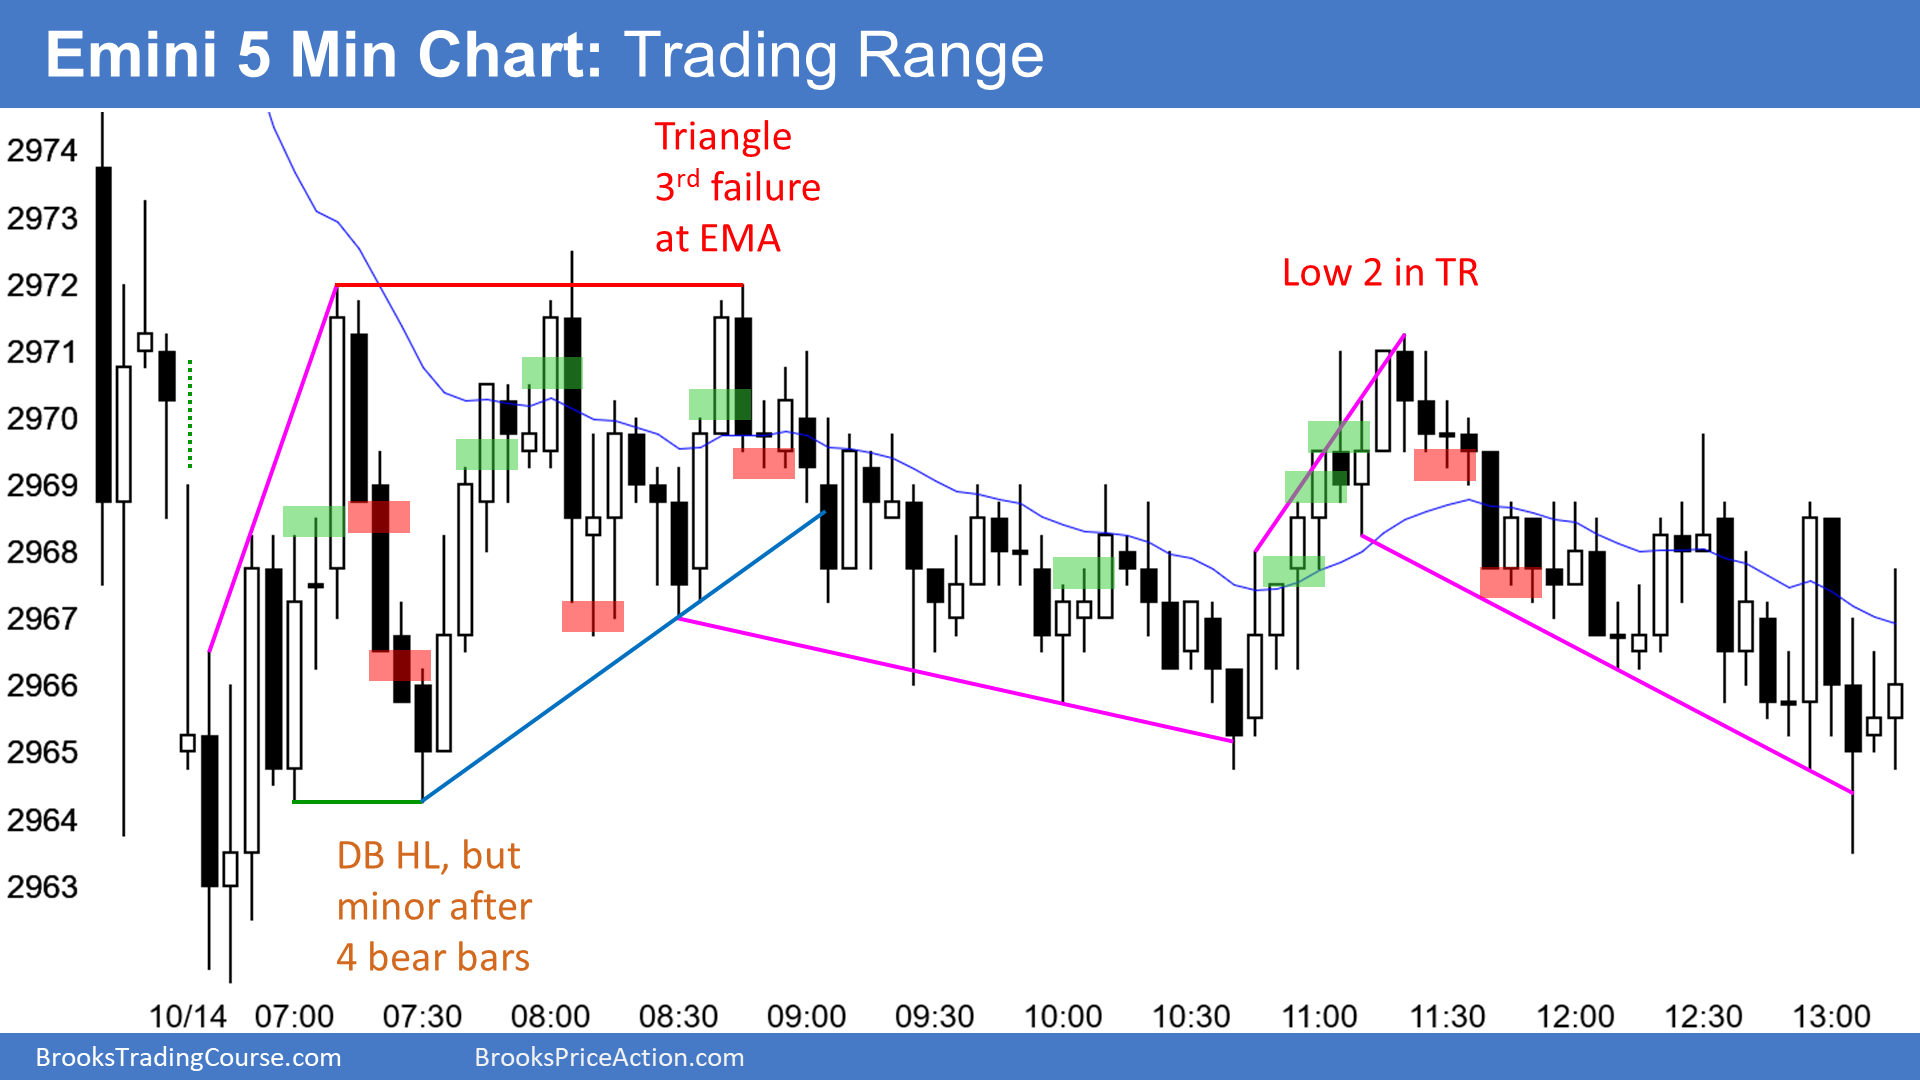 Emini 5 Min Chart: Trading Range
2974
2973
2972
2971
2970
2969
2968
2967
2966
2965
2964
2963
Triangle
3rd failure
at EMA
Low 2 in TR
DB HL, but
minor after
4 bear bars
10/14 07:00 07:30 08:00 08:30 09:00 09:30 10:00 10:30 11:00 11:30 12:00 12:30 13:00
BrooksTradingCourse.com BrooksPriceAction.com